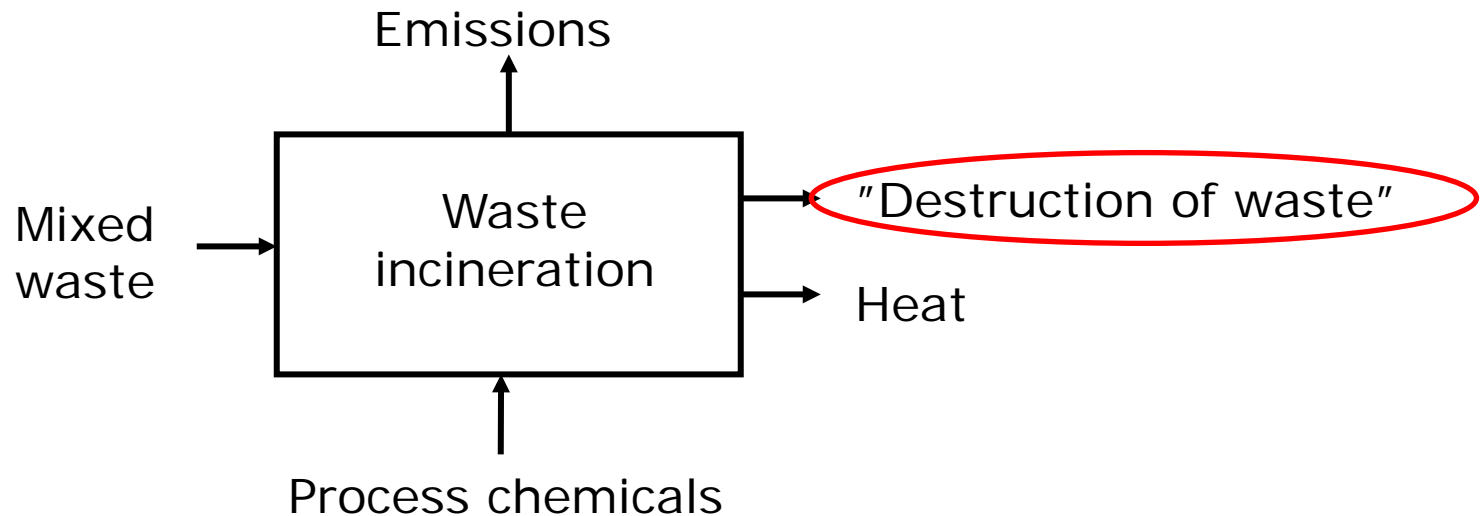 Emissions
Mixed
waste
Waste
incineration
"Destruction of waste"
Heat
Process chemicals